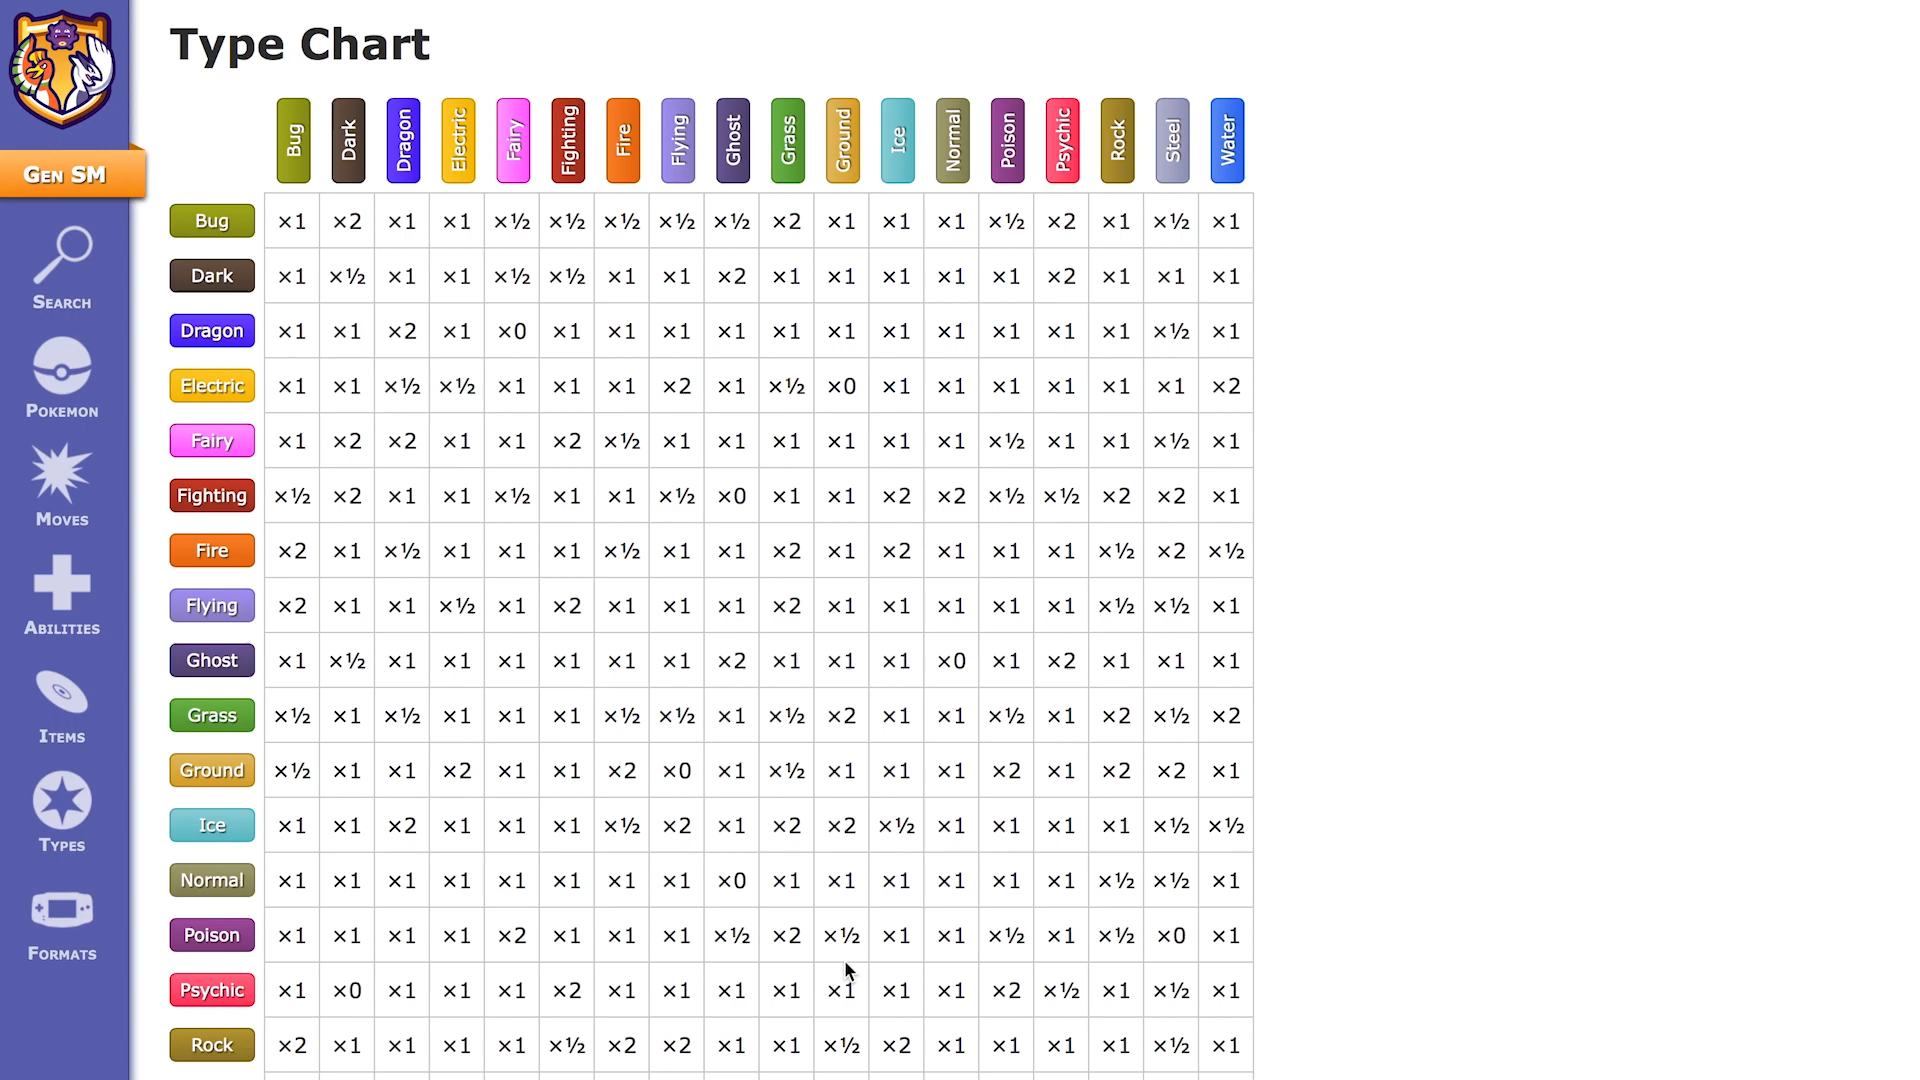 Type Chart
Bug Dark Dragon Electric Fairy Fighting Fire Flying Ghost Grass Ground Ice Normal Poison Psychic Rock Steel Water
GEN SM
Bug ×1 ×2 ×1 ×1 ×½ ×½ ×½ ×½ ×½ ×2 ×1 ×1 ×1 ×½ ×2 ×1 ×½ ×1
Dark ×1 ×½ ×1 ×1 ×½ ×½ ×1 ×1 ×2 ×1 ×1 ×1 ×1 ×1 ×2 ×1 ×1 ×1
SEARCH
Dragon ×1 ×1 ×2 ×1 ×0 ×1 ×1 ×1 ×1 ×1 ×1 ×1 ×1 ×1 ×1 ×1 ×½ ×1
Electric ×1 ×1 ×½ ×½ ×1 ×1 ×1 ×2 ×1 ×½ ×0 ×1 ×1 ×1 ×1 ×1 ×1 ×2
POKEMON
Fairy ×1 ×2 ×2 ×1 ×1 ×2 ×½ ×1 ×1 ×1 ×1 ×1 ×1 ×½ ×1 ×1 ×½ ×1
Fighting ×½ ×2 ×1 ×1 ×½ ×1 ×1 ×½ ×0 ×1 ×1 ×2 ×2 ×½ ×½ ×2 ×2 ×1
MOVES
Fire ×2 ×1 ×½ ×1 ×1 ×1 ×½ ×1 ×1 ×2 ×1 ×2 ×1 ×1 ×1 ×½ ×2 ×½
Flying ×2 ×1 ×1 ×½ ×1 ×2 ×1 ×1 ×1 ×2 ×1 ×1 ×1 ×1 ×1 ×½ ×½ ×1
ABILITIES
Ghost ×1 ×½ ×1 ×1 ×1 ×1 ×1 ×1 ×2 ×1 ×1 ×1 ×0 ×1 ×2 ×1 ×1 ×1
Grass ×½ ×1 ×½ ×1 ×1 ×1 ×½ ×½ ×1 ×½ ×2 ×1 ×1 ×½ ×1 ×2 ×½ ×2
ITEMS
Ground ×½ ×1 ×1 ×2 ×1 ×1 ×2 ×0 ×1 ×½ ×1 ×1 ×1 ×2 ×1 ×2 ×2 ×1
Ice ×1 ×1 ×2 ×1 ×1 ×1 ×½ ×2 ×1 ×2 ×2 ×½ ×1 ×1 ×1 ×1 ×½ ×½
TYPES
Normal ×1 ×1 ×1 ×1 ×1 ×1 ×1 ×1 ×0 ×1 ×1 ×1 ×1 ×1 ×1 ×½ ×½ ×1
Poison ×1 ×1 ×1 ×1 ×2 ×1 ×1 ×1 ×½ ×2 ×½ ×1 ×1 ×½ ×1 ×½ ×0 ×1
FORMATS
Psychic ×1 ×0 ×1 ×1 ×1 ×2 ×1 ×1 ×1 ×1 ×1 ×1 ×1 ×2 ×½ ×1 ×½ ×1
Rock ×2 ×1 ×1 ×1 ×1 ×½ ×2 ×2 ×1 ×1 ×½ ×2 ×1 ×1 ×1 ×1 ×½ ×1